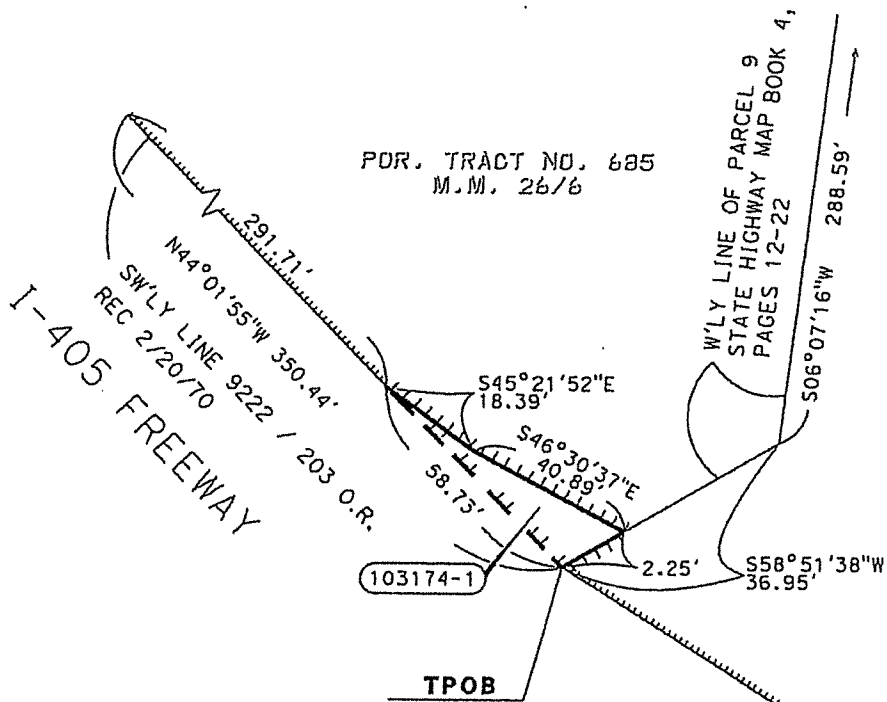 POR. TRACT NO. 685
M.M. 26/6
W'LY LINE OF PARCEL 9
STATE HIGHWAY MAP BOOK 4,
PAGES 12-22
288.59'
S06°07'16"W
291.71'
N44°01'55"W 350.44'
SW'LY LINE 9222 / 203 O.R.
REC 2/20/70
I-405 FREEWAY
S45°21'52"E
18.39'
S46°30'37"E
40.89'
58.73'
103174-1
2.25'
S58°51'38"W
36.95'
TPOB